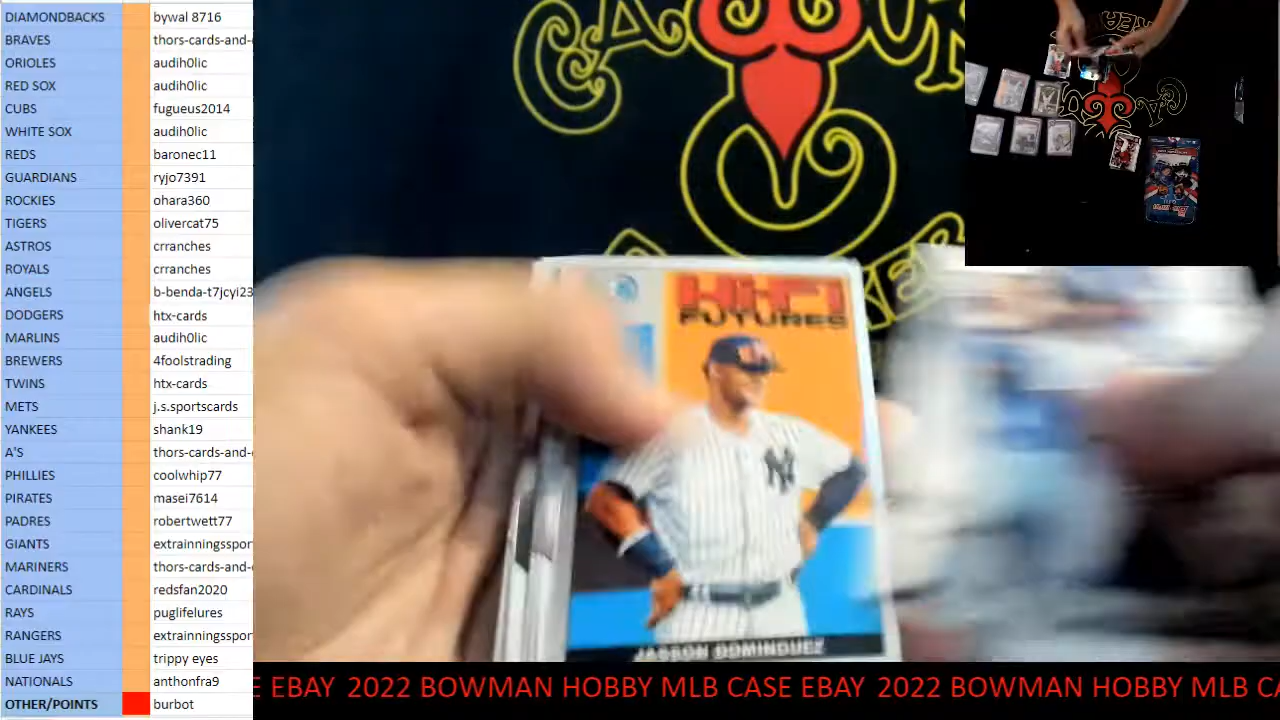 DIAMONDBACKS bywal 8716
BRAVES thors-cards-and-
ORIOLES audih0lic
RED SOX audih0lic
CUBS fugueus2014
WHITE SOX audih0lic
REDS baronec11
GUARDIANS ryjo7391
ROCKIES ohara360
TIGERS olivercat75
ASTROS crranches
ROYALS crranches
ANGELS b-benda-t7jcyi23
DODGERS htx-cards
MARLINS audih0lic
BREWERS 4foolstrading
TWINS htx-cards
METS j.s.sportscards
YANKEES shank19
A'S thors-cards-and-
PHILLIES coolwhip77
PIRATES masei7614
PADRES robertwett77
GIANTS extrainningsspor
MARINERS thors-cards-and-
CARDINALS redsfan2020
RAYS puglifelures
RANGERS extrainningsspor
BLUE JAYS trippy eyes
NATIONALS anthonfra9
OTHER/POINTS burbot
HI-FI
FUTURES
NY
JASSON DOMINGUEZ
E EBAY 2022 BOWMAN HOBBY MLB CASE EBAY 2022 BOWMAN HOBBY MLB CA